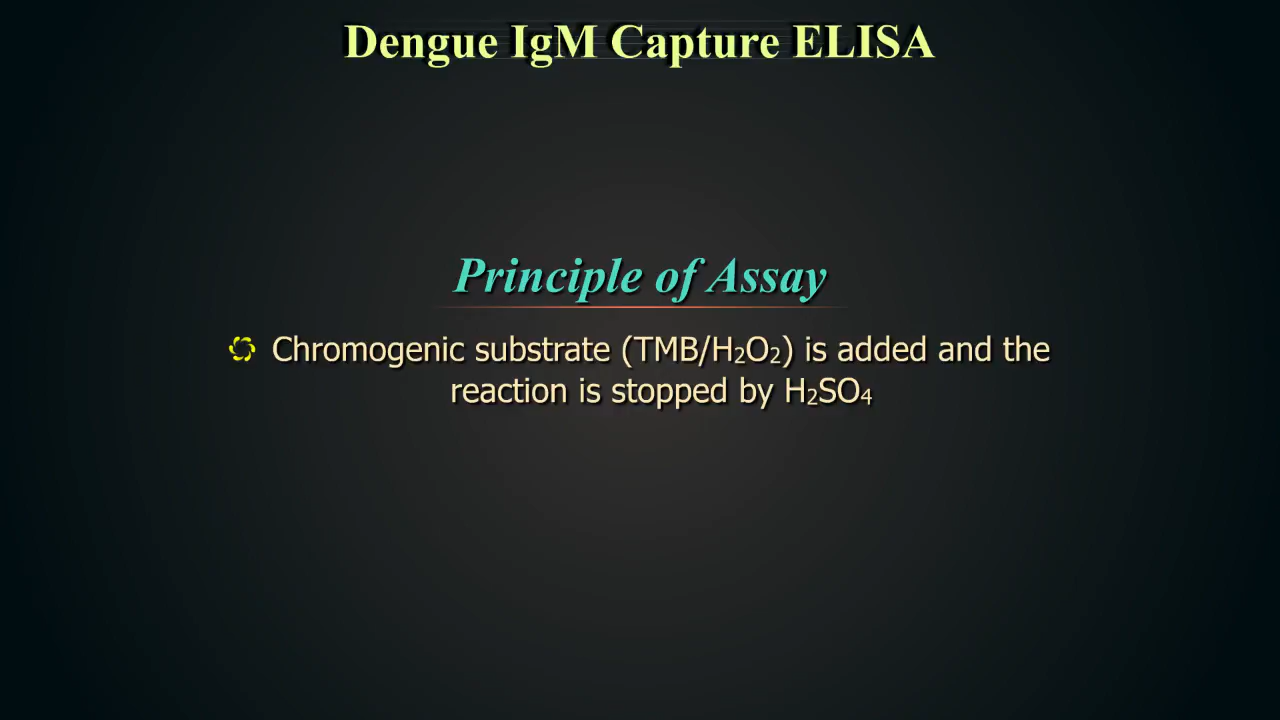 Dengue IgM Capture ELISA
Principle of Assay
Chromogenic substrate (TMB/H₂O₂) is added and the
reaction is stopped by H₂SO₄